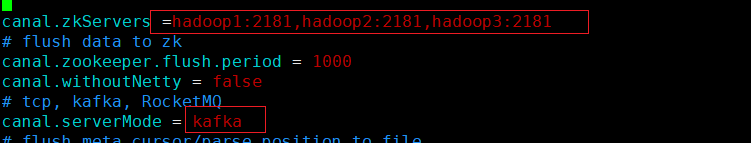 canal.zkServers =hadoop1:2181,hadoop2:2181,hadoop3:2181
# flush data to zk
canal.zookeeper.flush.period = 1000
canal.withoutNetty = false
# tcp, kafka, RocketMQ
canal.serverMode = kafka
# flush meta cursor/parse position to file